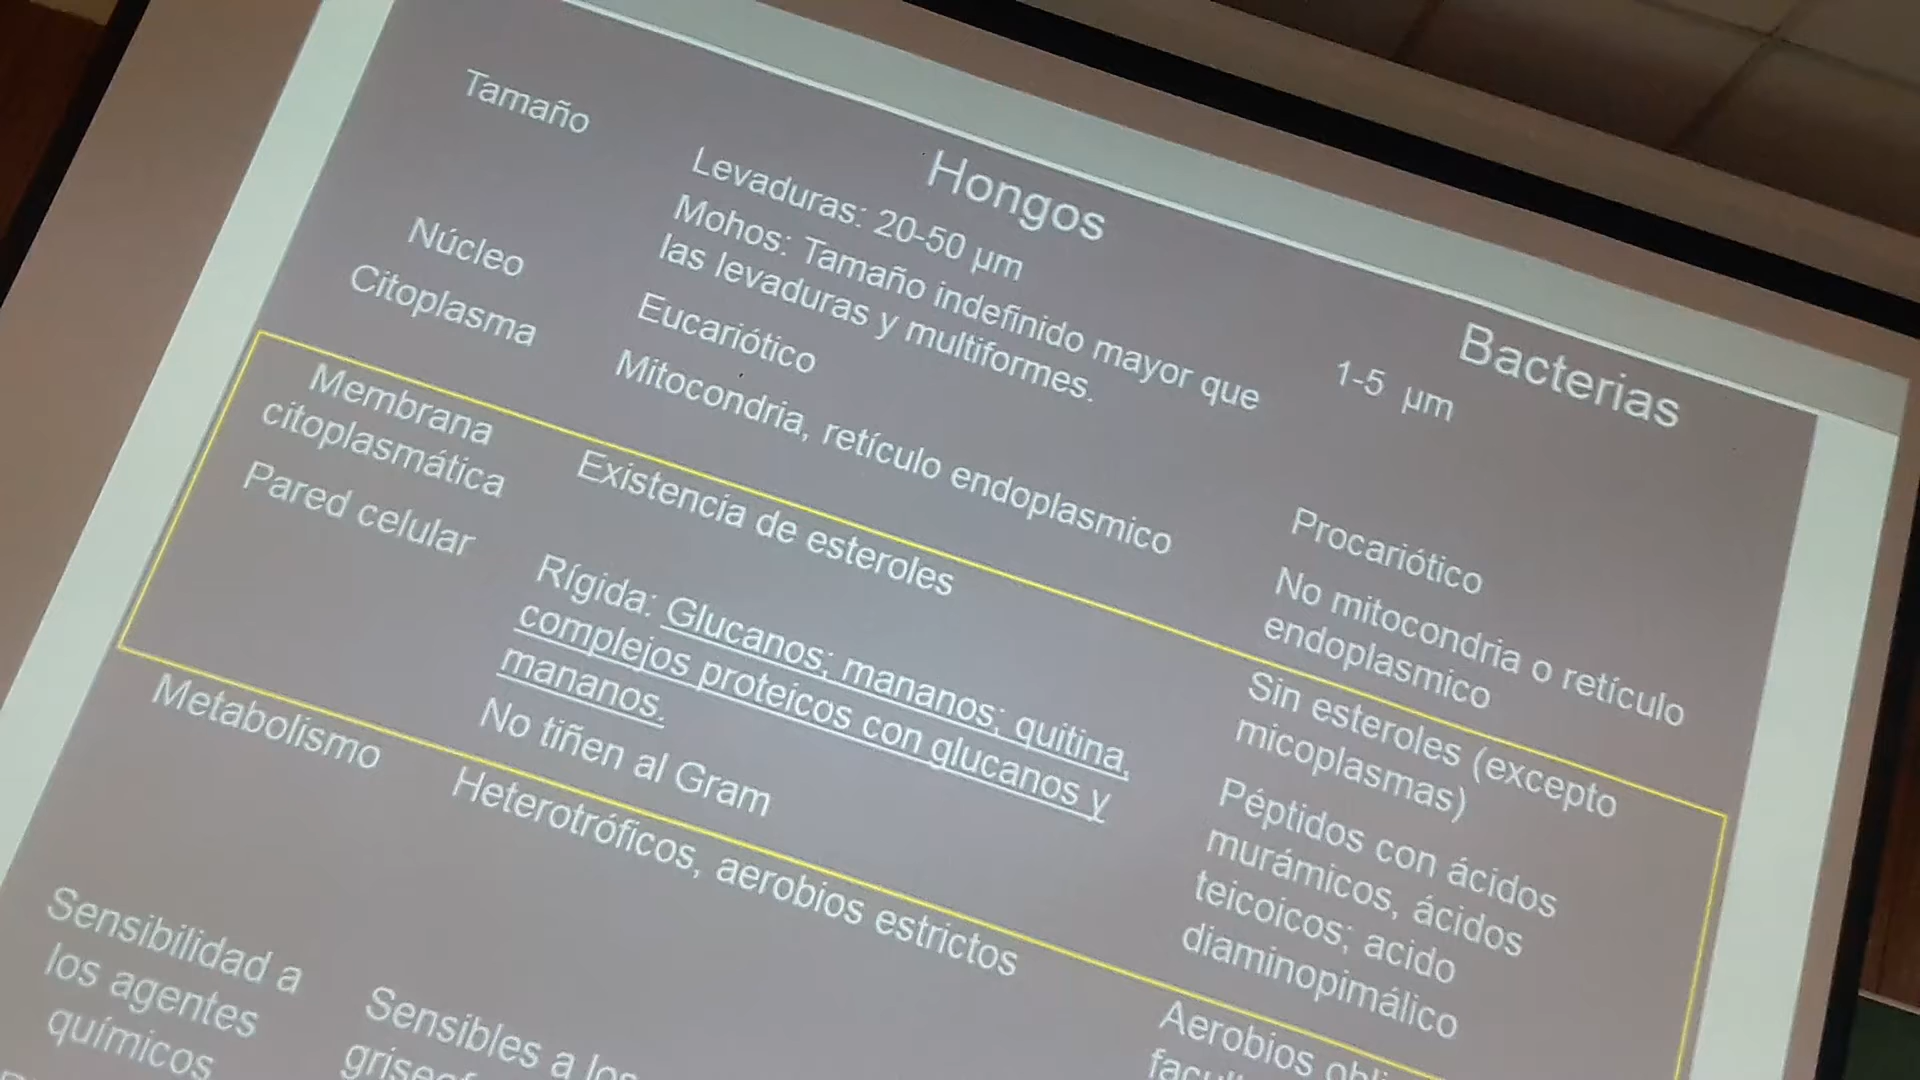 Hongos
Bacterias
Tamaño
Levaduras: 20-50 μm
Mohos: Tamaño indefinido mayor que
las levaduras y multiformes.
1-5 μm
Núcleo
Eucariótico
Procariótico
Citoplasma
Mitocondria, retículo endoplasmico
No mitocondria o retículo
endoplasmico
Membrana
citoplasmática
Existencia de esteroles
Sin esteroles (excepto
micoplasmas)
Pared celular
Rígida: Glucanos; mananos; quitina,
complejos proteicos con glucanos y
mananos.
No tiñen al Gram
Péptidos con ácidos
murámicos, ácidos
teicoicos; acido
diaminopimálico
Metabolismo
Heterotróficos, aerobios estrictos
Aerobios
Sensibilidad a
los agentes
químicos
Sensibles a los